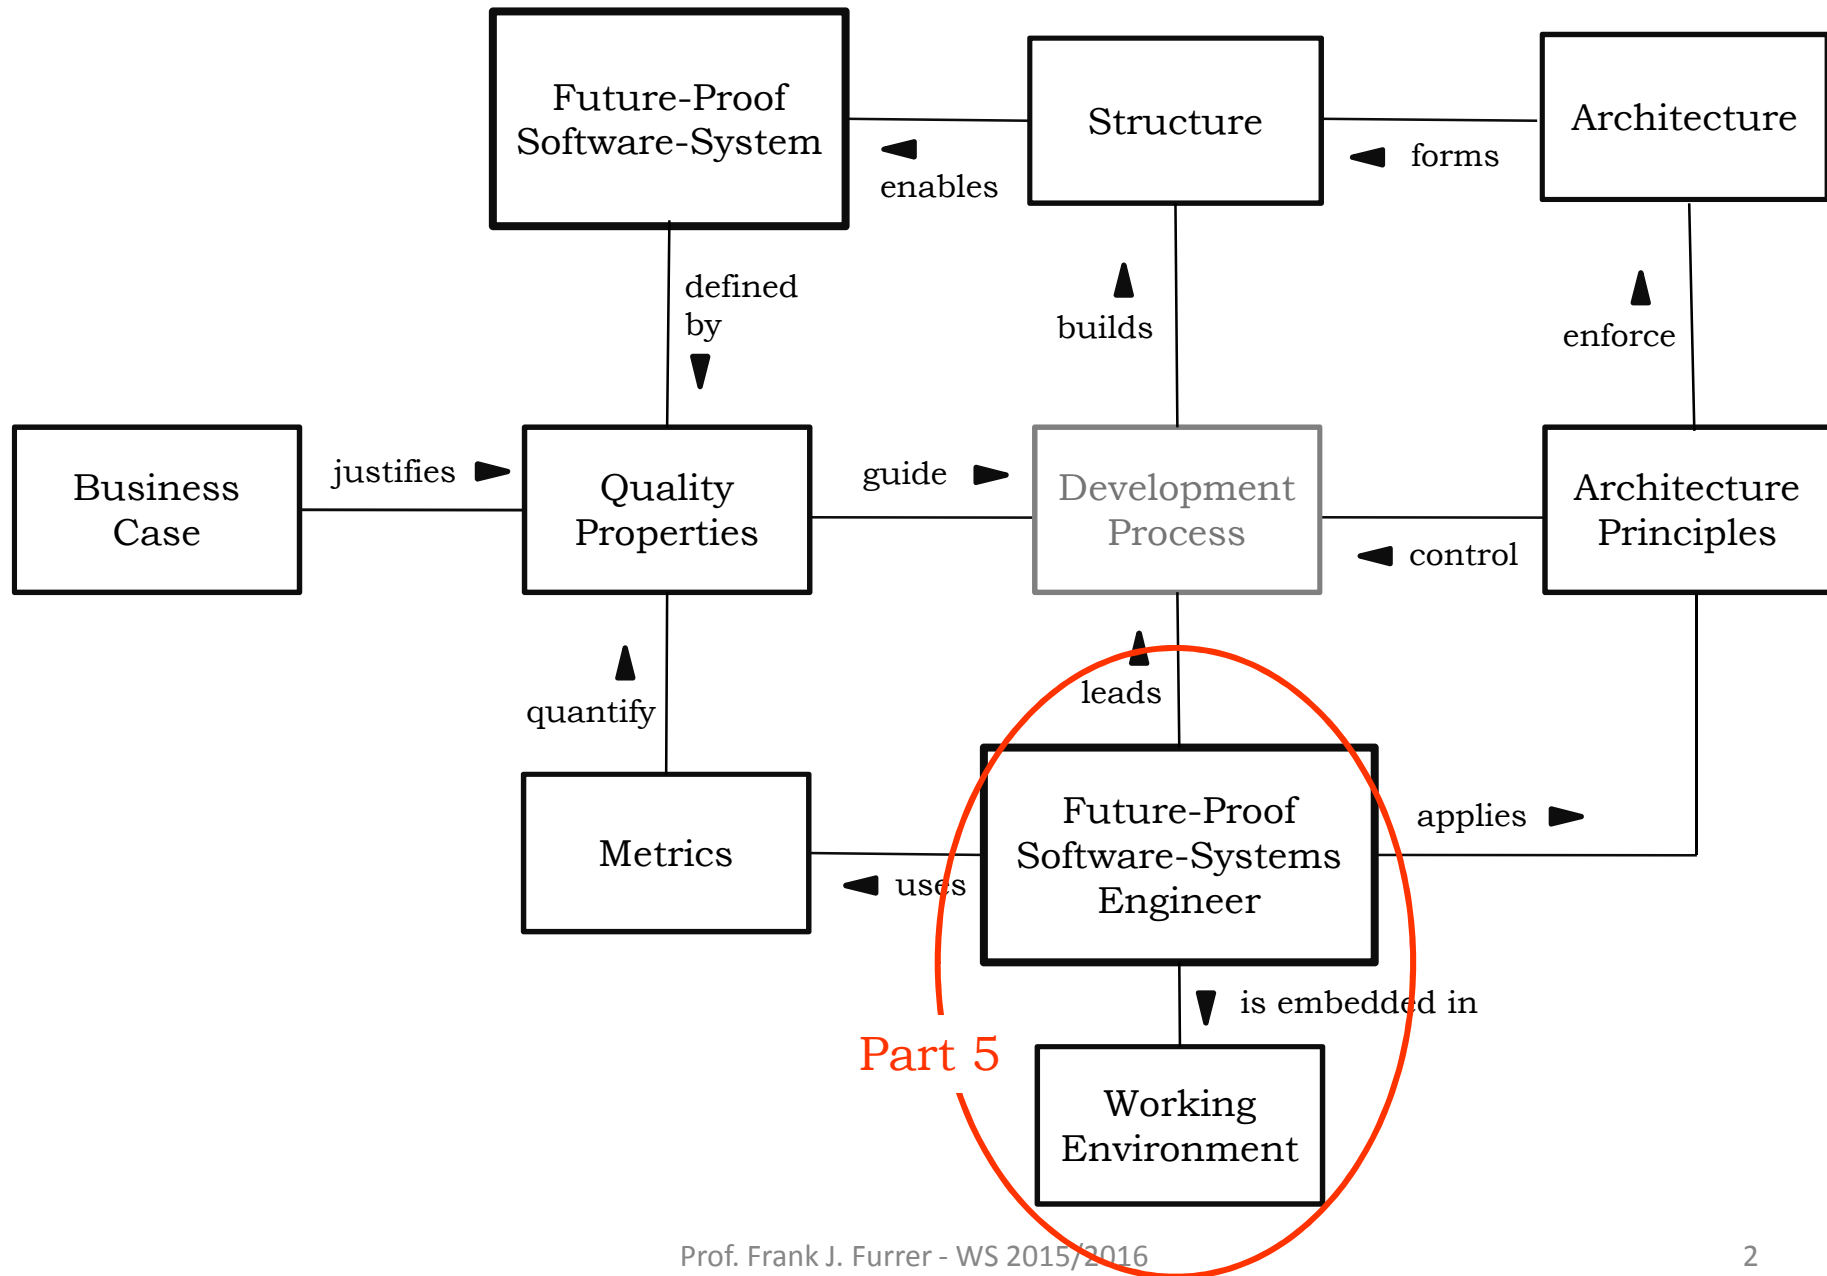 Future-Proof
Software-System
Structure
Architecture
enables
forms
defined
by
builds
enforce
Business
Case
justifies
Quality
Properties
guide
Development
Process
control
Architecture
Principles
quantify
leads
Metrics
uses
Future-Proof
Software-Systems
Engineer
applies
is embedded in
Part 5
Working
Environment
Prof. Frank J. Furrer - WS 2015/2016
2